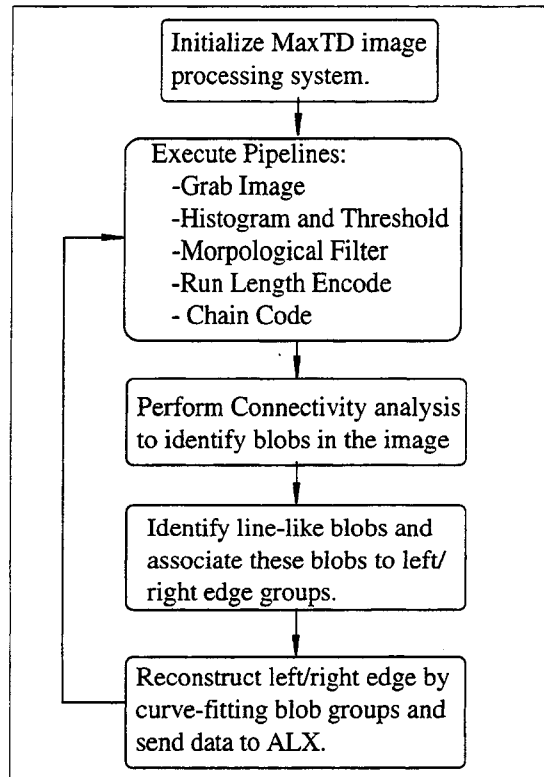 Initialize MaxTD image
processing system.
Execute Pipelines:
-Grab Image
-Histogram and Threshold
-Morpological Filter
-Run Length Encode
- Chain Code
Perform Connectivity analysis
to identify blobs in the image
Identify line-like blobs and
associate these blobs to left/
right edge groups.
Reconstruct left/right edge by
curve-fitting blob groups and
send data to ALX.